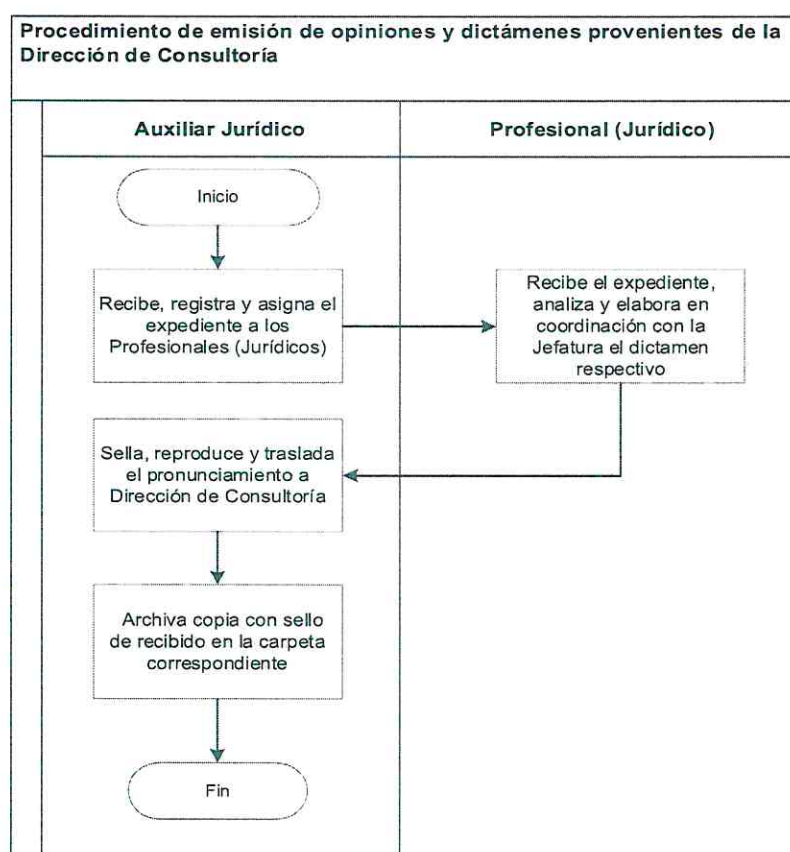 Procedimiento de emisión de opiniones y dictámenes provenientes de la
Dirección de Consultoría
Auxiliar Jurídico
Profesional (Jurídico)
Inicio
Recibe, registra y asigna el
expediente a los
Profesionales (Jurídicos)
Recibe el expediente,
analiza y elabora en
coordinación con la
Jefatura el dictamen
respectivo
Sella, reproduce y traslada
el pronunciamiento a
Dirección de Consultoría
Archiva copia con sello
de recibido en la carpeta
correspondiente
Fin